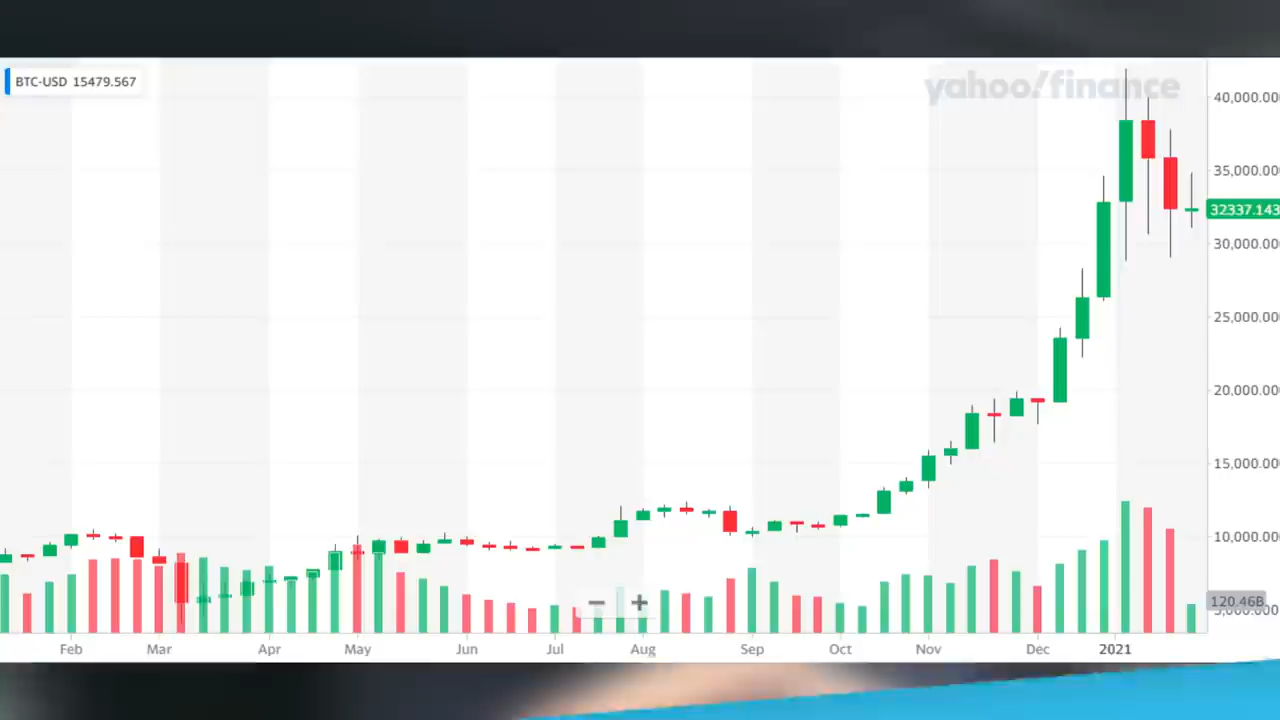 BTC-USD 15479.567
yahoo!finance
40,000.00
35,000.00
32337.143
30,000.00
25,000.00
20,000.00
15,000.00
10,000.00
120.46B
5,000.000
Feb Mar Apr May Jun Jul Aug Sep Oct Nov Dec 2021